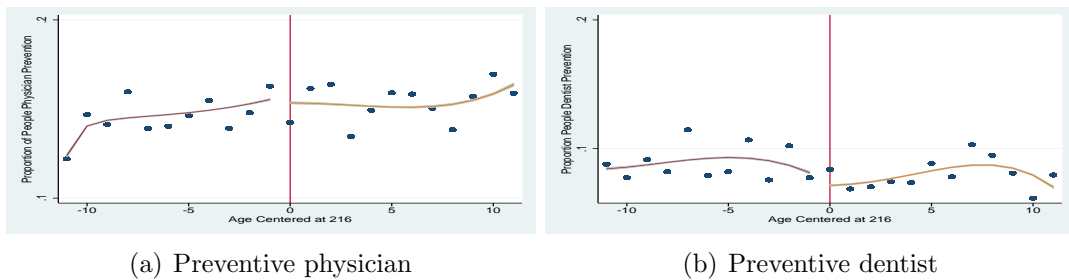 Proportion of People Physician Prevention
.2
.1
-10 -5 0 5 10
Age Centered at 216
(a) Preventive physician
Proportion People Dentist Prevention
.2
.1
-10 -5 0 5 10
Age Centered at 216
(b) Preventive dentist